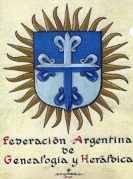 Federación Argentina
de
Genealogía y Heráldica